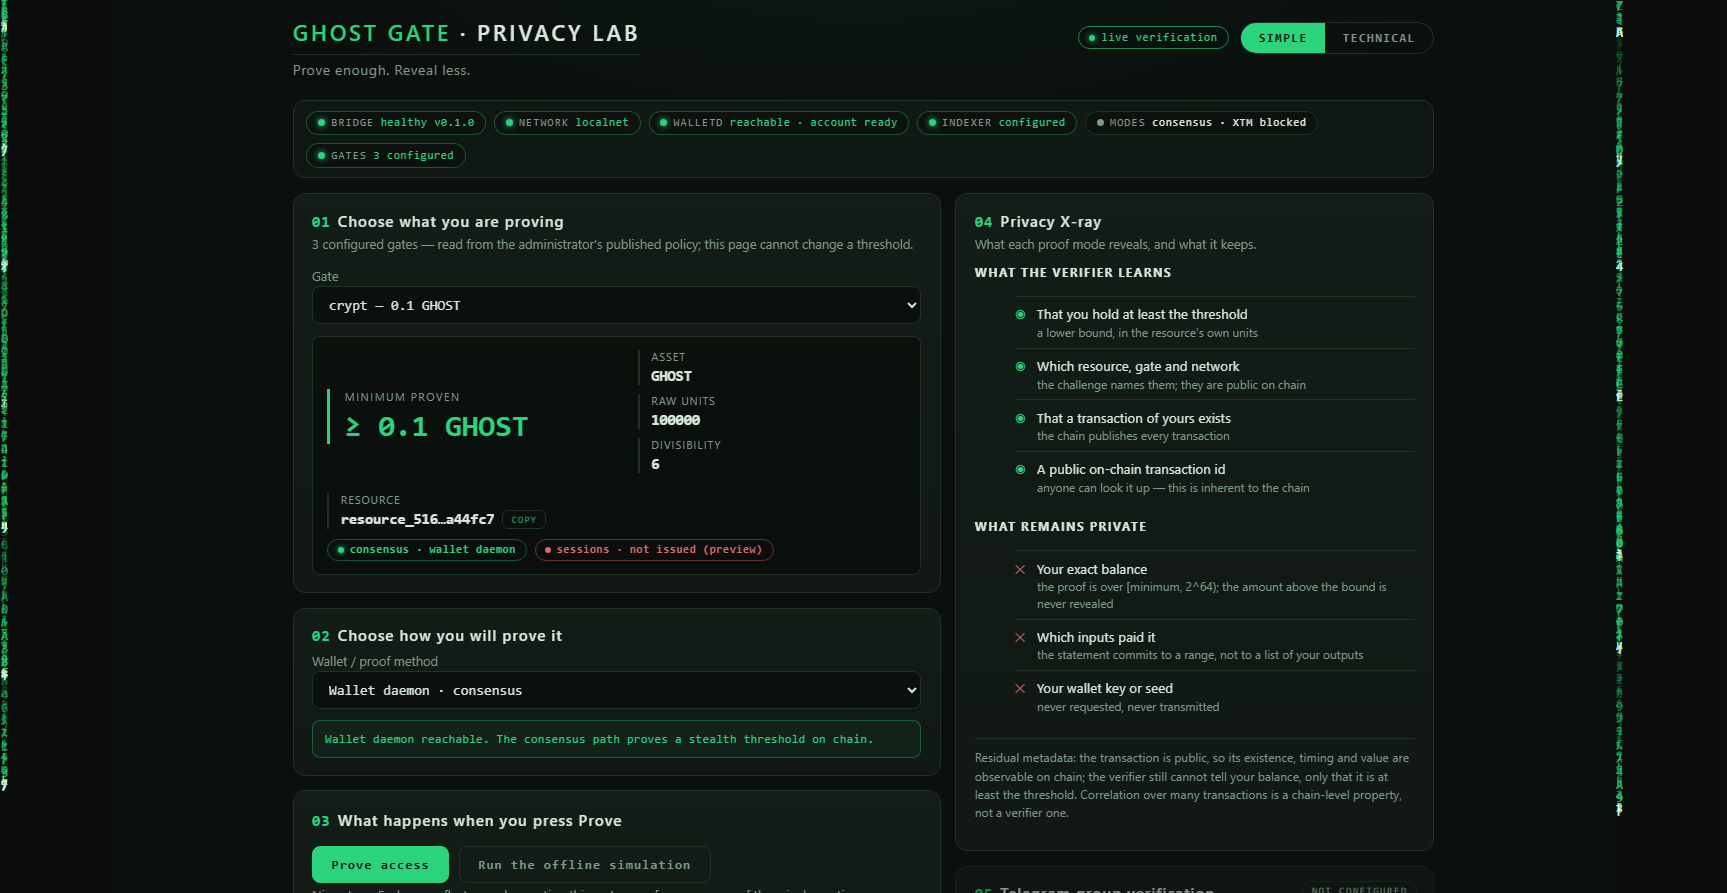 GHOST GATE · PRIVACY LAB
Prove enough. Reveal less.
live verification
SIMPLE
TECHNICAL
BRIDGE healthy v0.1.0
NETWORK localnet
WALLETD reachable · account ready
INDEXER configured
MODES consensus · XTM blocked
GATES 3 configured
01 Choose what you are proving
3 configured gates — read from the administrator's published policy; this page cannot change a threshold.
Gate
crypt — 0.1 GHOST
MINIMUM PROVEN
≥ 0.1 GHOST
ASSET
GHOST
RAW UNITS
100000
DIVISIBILITY
6
RESOURCE
resource_516…a44fc7 COPY
consensus · wallet daemon
sessions · not issued (preview)
02 Choose how you will prove it
Wallet / proof method
Wallet daemon · consensus
Wallet daemon reachable. The consensus path proves a stealth threshold on chain.
03 What happens when you press Prove
Prove access
Run the offline simulation
04 Privacy X-ray
What each proof mode reveals, and what it keeps.
WHAT THE VERIFIER LEARNS
That you hold at least the threshold
a lower bound, in the resource's own units
Which resource, gate and network
the challenge names them; they are public on chain
That a transaction of yours exists
the chain publishes every transaction
A public on-chain transaction id
anyone can look it up — this is inherent to the chain
WHAT REMAINS PRIVATE
Your exact balance
the proof is over [minimum, 2^64); the amount above the bound is
never revealed
Which inputs paid it
the statement commits to a range, not to a list of your outputs
Your wallet key or seed
never requested, never transmitted
Residual metadata: the transaction is public, so its existence, timing and value are
observable on chain; the verifier still cannot tell your balance, only that it is at
least the threshold. Correlation over many transactions is a chain-level property,
not a verifier one.
05 Telegram group verification
NOT CONFIGURED